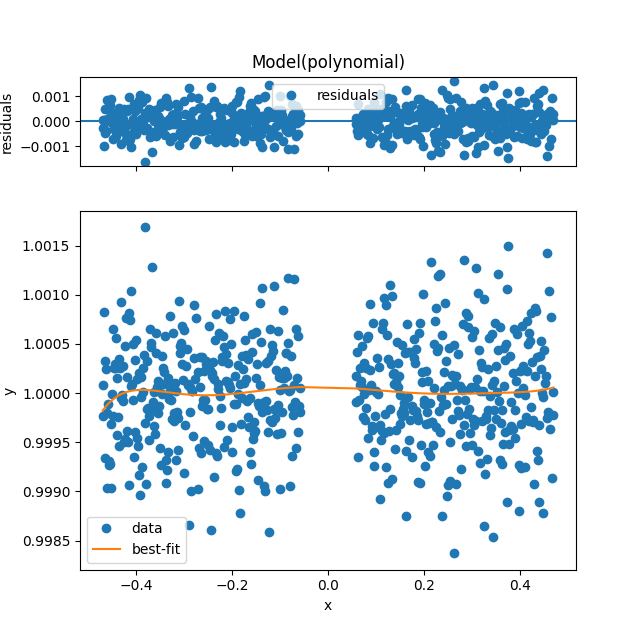 Model(polynomial)
residuals
0.001
0.000
−0.001
residuals
y
1.0015
1.0010
1.0005
1.0000
0.9995
0.9990
0.9985
data
best-fit
−0.4 −0.2 0.0 0.2 0.4
x